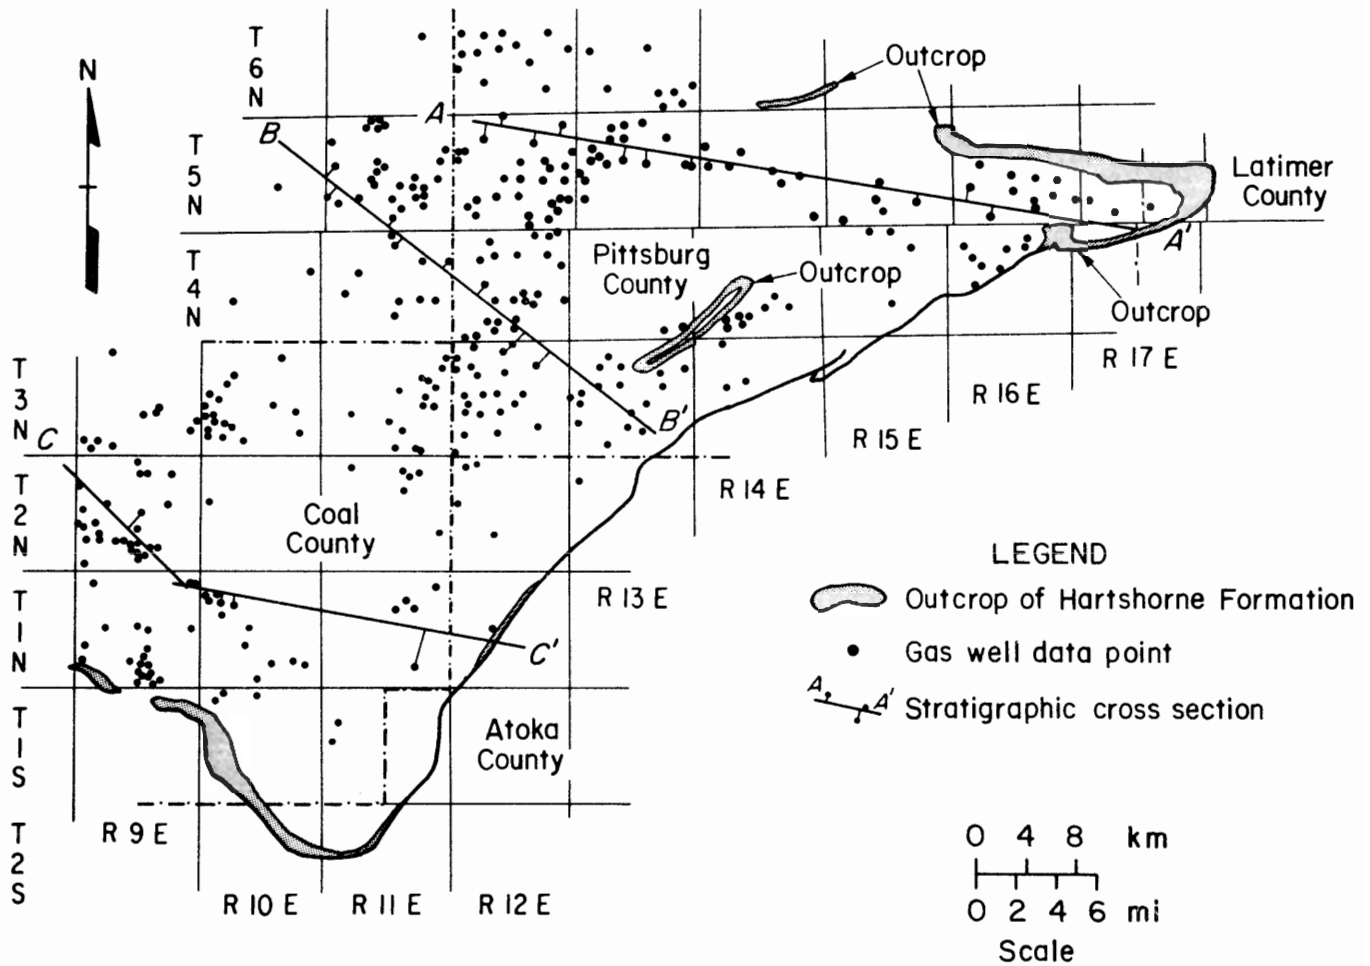 N
T
6
N
T
5
N
T
4
N
T
3
N
T
2
N
T
1
N
T
1
S
T
2
S
Outcrop
A
B
Latimer
County
A'
Pittsburg
County
Outcrop
Outcrop
R 17 E
R 16 E
B'
R 15 E
C
R 14 E
Coal
County
R 13 E
C'
Atoka
County
R 9 E
R 10 E
R 11 E
R 12 E
LEGEND
Outcrop of Hartshorne Formation
Gas well data point
A A' Stratigraphic cross section
0 4 8 km
0 2 4 6 mi
Scale